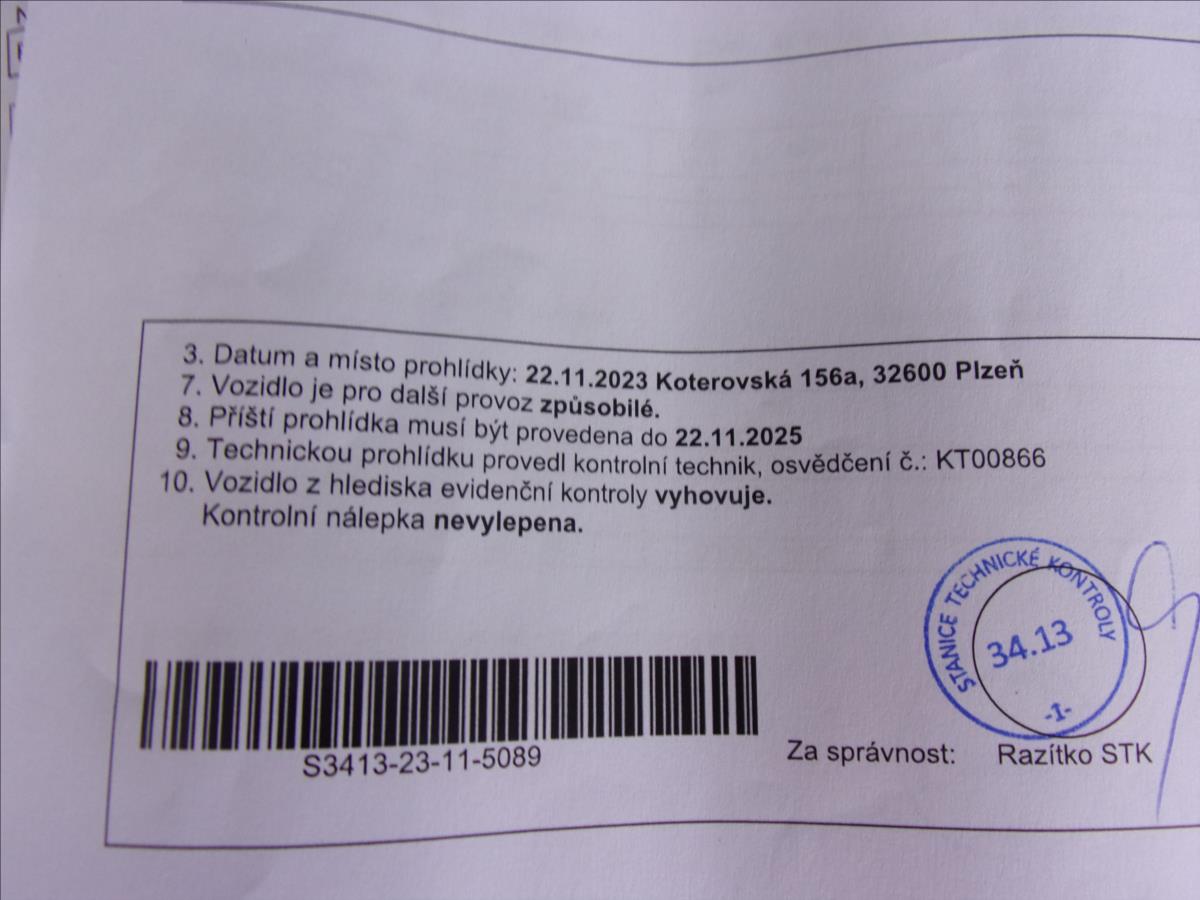 3. Datum a místo prohlídky: 22.11.2023 Koterovská 156a, 32600 Plzeň
7. Vozidlo je pro další provoz způsobilé.
8. Příští prohlídka musí být provedena do 22.11.2025
9. Technickou prohlídku provedl kontrolní technik, osvědčení č.: KT00866
10. Vozidlo z hlediska evidenční kontroly vyhovuje.
Kontrolní nálepka nevylepena.
STANICE TECHNICKÉ KONTROLY
34.13
-1-
S3413-23-11-5089
Za správnost: Razítko STK